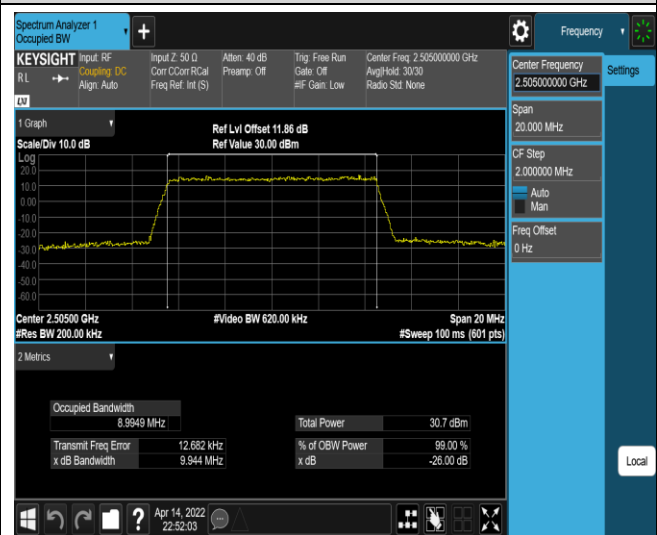 Spectrum Analyzer 1
Occupied BW
Frequency
KEYSIGHT
RL
LXI
Input: RF
Coupling: DC
Align: Auto
Input Z: 50 Ω
Corr CCorr RCal
Freq Ref: Int (S)
Atten: 40 dB
Preamp: Off
Trig: Free Run
Gate: Off
#IF Gain: Low
Center Freq: 2.505000000 GHz
Avg|Hold: 30/30
Radio Std: None
Center Frequency
2.505000000 GHz
Settings
Span
20.000 MHz
CF Step
2.000000 MHz
Auto
Man
Freq Offset
0 Hz
Local
1 Graph
Scale/Div 10.0 dB
Ref Lvl Offset 11.86 dB
Ref Value 30.00 dBm
Log
20.0
10.0
0.00
-10.0
-20.0
-30.0
-40.0
-50.0
-60.0
Center 2.50500 GHz
#Video BW 620.00 kHz
Span 20 MHz
#Res BW 200.00 kHz
#Sweep 100 ms (601 pts)
2 Metrics
Occupied Bandwidth
8.9949 MHz
Total Power 30.7 dBm
Transmit Freq Error 12.682 kHz
% of OBW Power 99.00 %
x dB Bandwidth 9.944 MHz
x dB -26.00 dB
?
Apr 14, 2022
22:52:03